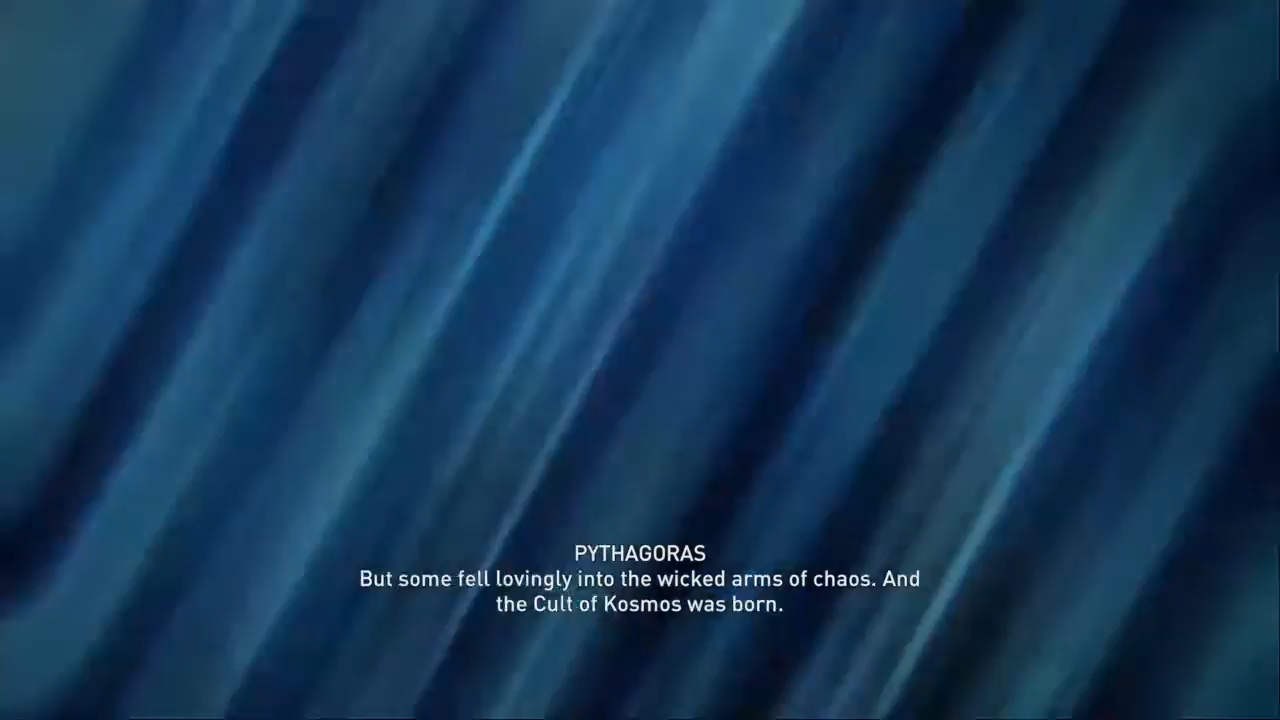 PYTHAGORAS
But some fell lovingly into the wicked arms of chaos. And
the Cult of Kosmos was born.